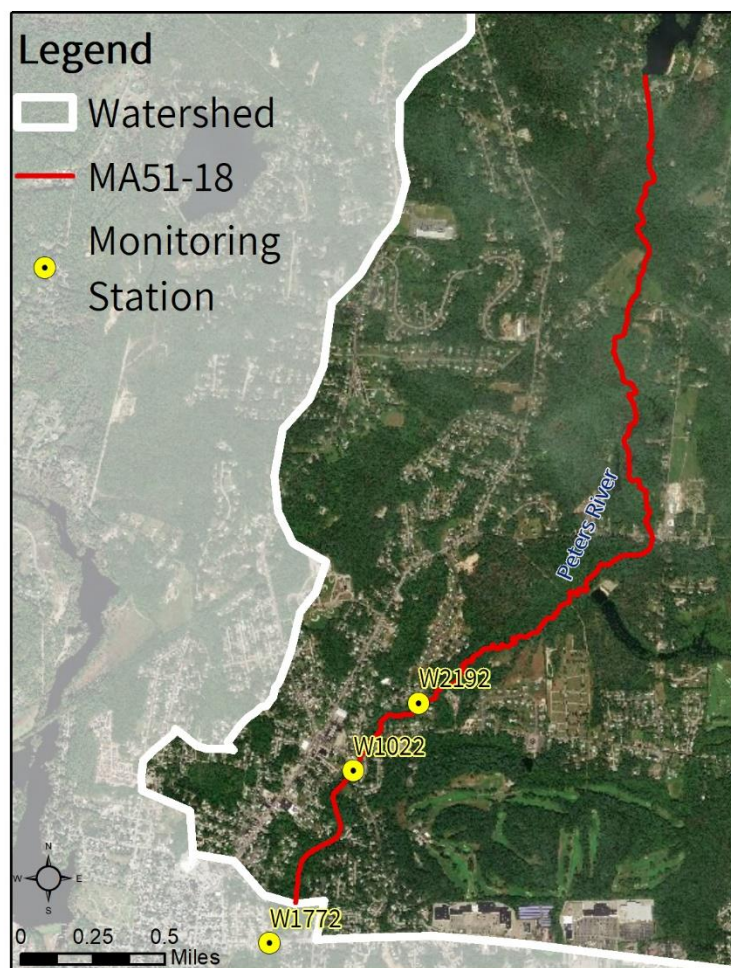 Legend
Watershed
MA51-18
Monitoring
Station
Peters River
W2192
W1022
W1772
N
W
E
S
0 0.25 0.5
Miles